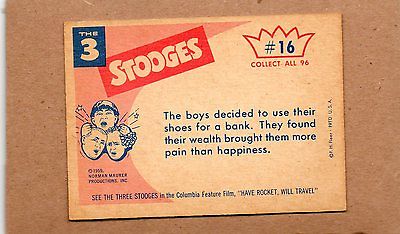 THE
3
STOOGES
#16
COLLECT ALL 96
The boys decided to use their
shoes for a bank. They found
their wealth brought them more
pain than happiness.
©1959,
NORMAN MAURER
PRODUCTIONS, INC.
SEE THE THREE STOOGES in the Columbia Feature Film, "HAVE ROCKET, WILL TRAVEL"
PTD. U.S.A.